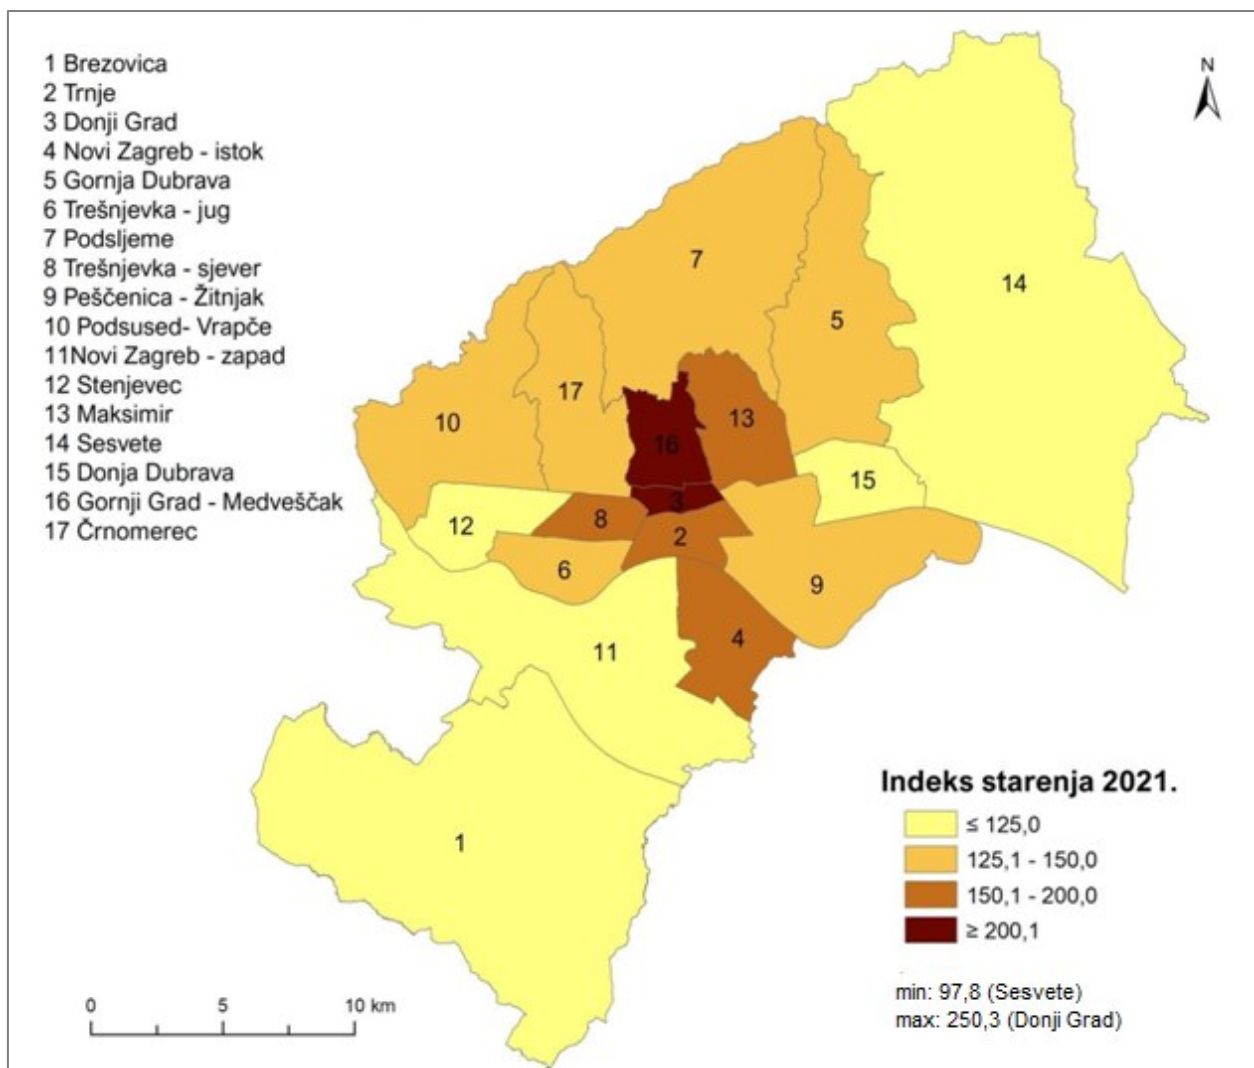 1 Brezovica
2 Trnje
3 Donji Grad
4 Novi Zagreb - istok
5 Gornja Dubrava
6 Trešnjevka - jug
7 Podsljeme
8 Trešnjevka - sjever
9 Peščenica - Žitnjak
10 Podsused- Vrapče
11Novi Zagreb - zapad
12 Stenjevec
13 Maksimir
14 Sesvete
15 Donja Dubrava
16 Gornji Grad - Medveščak
17 Črnomerec
N
7
14
5
17
13
10
16
15
3
12
8
2
6
9
4
11
1
Indeks starenja 2021.
≤ 125,0
125,1 - 150,0
150,1 - 200,0
≥ 200,1
min: 97,8 (Sesvete)
max: 250,3 (Donji Grad)
0 5 10 km